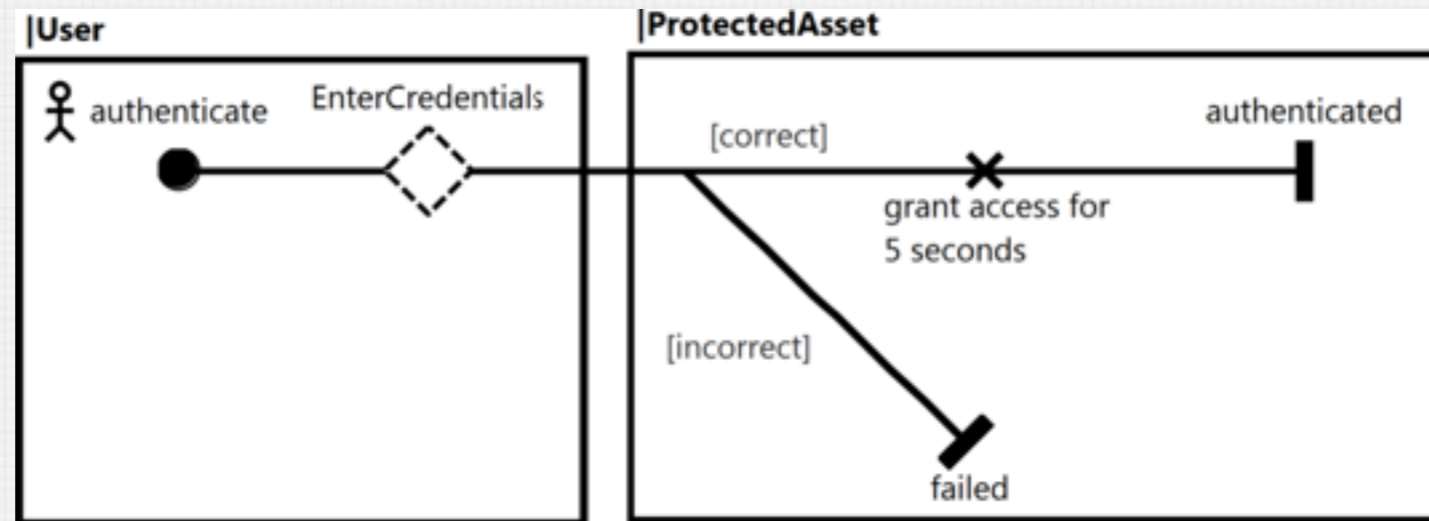 |User
|ProtectedAsset
authenticate
EnterCredentials
[correct]
authenticated
grant access for
5 seconds
[incorrect]
failed